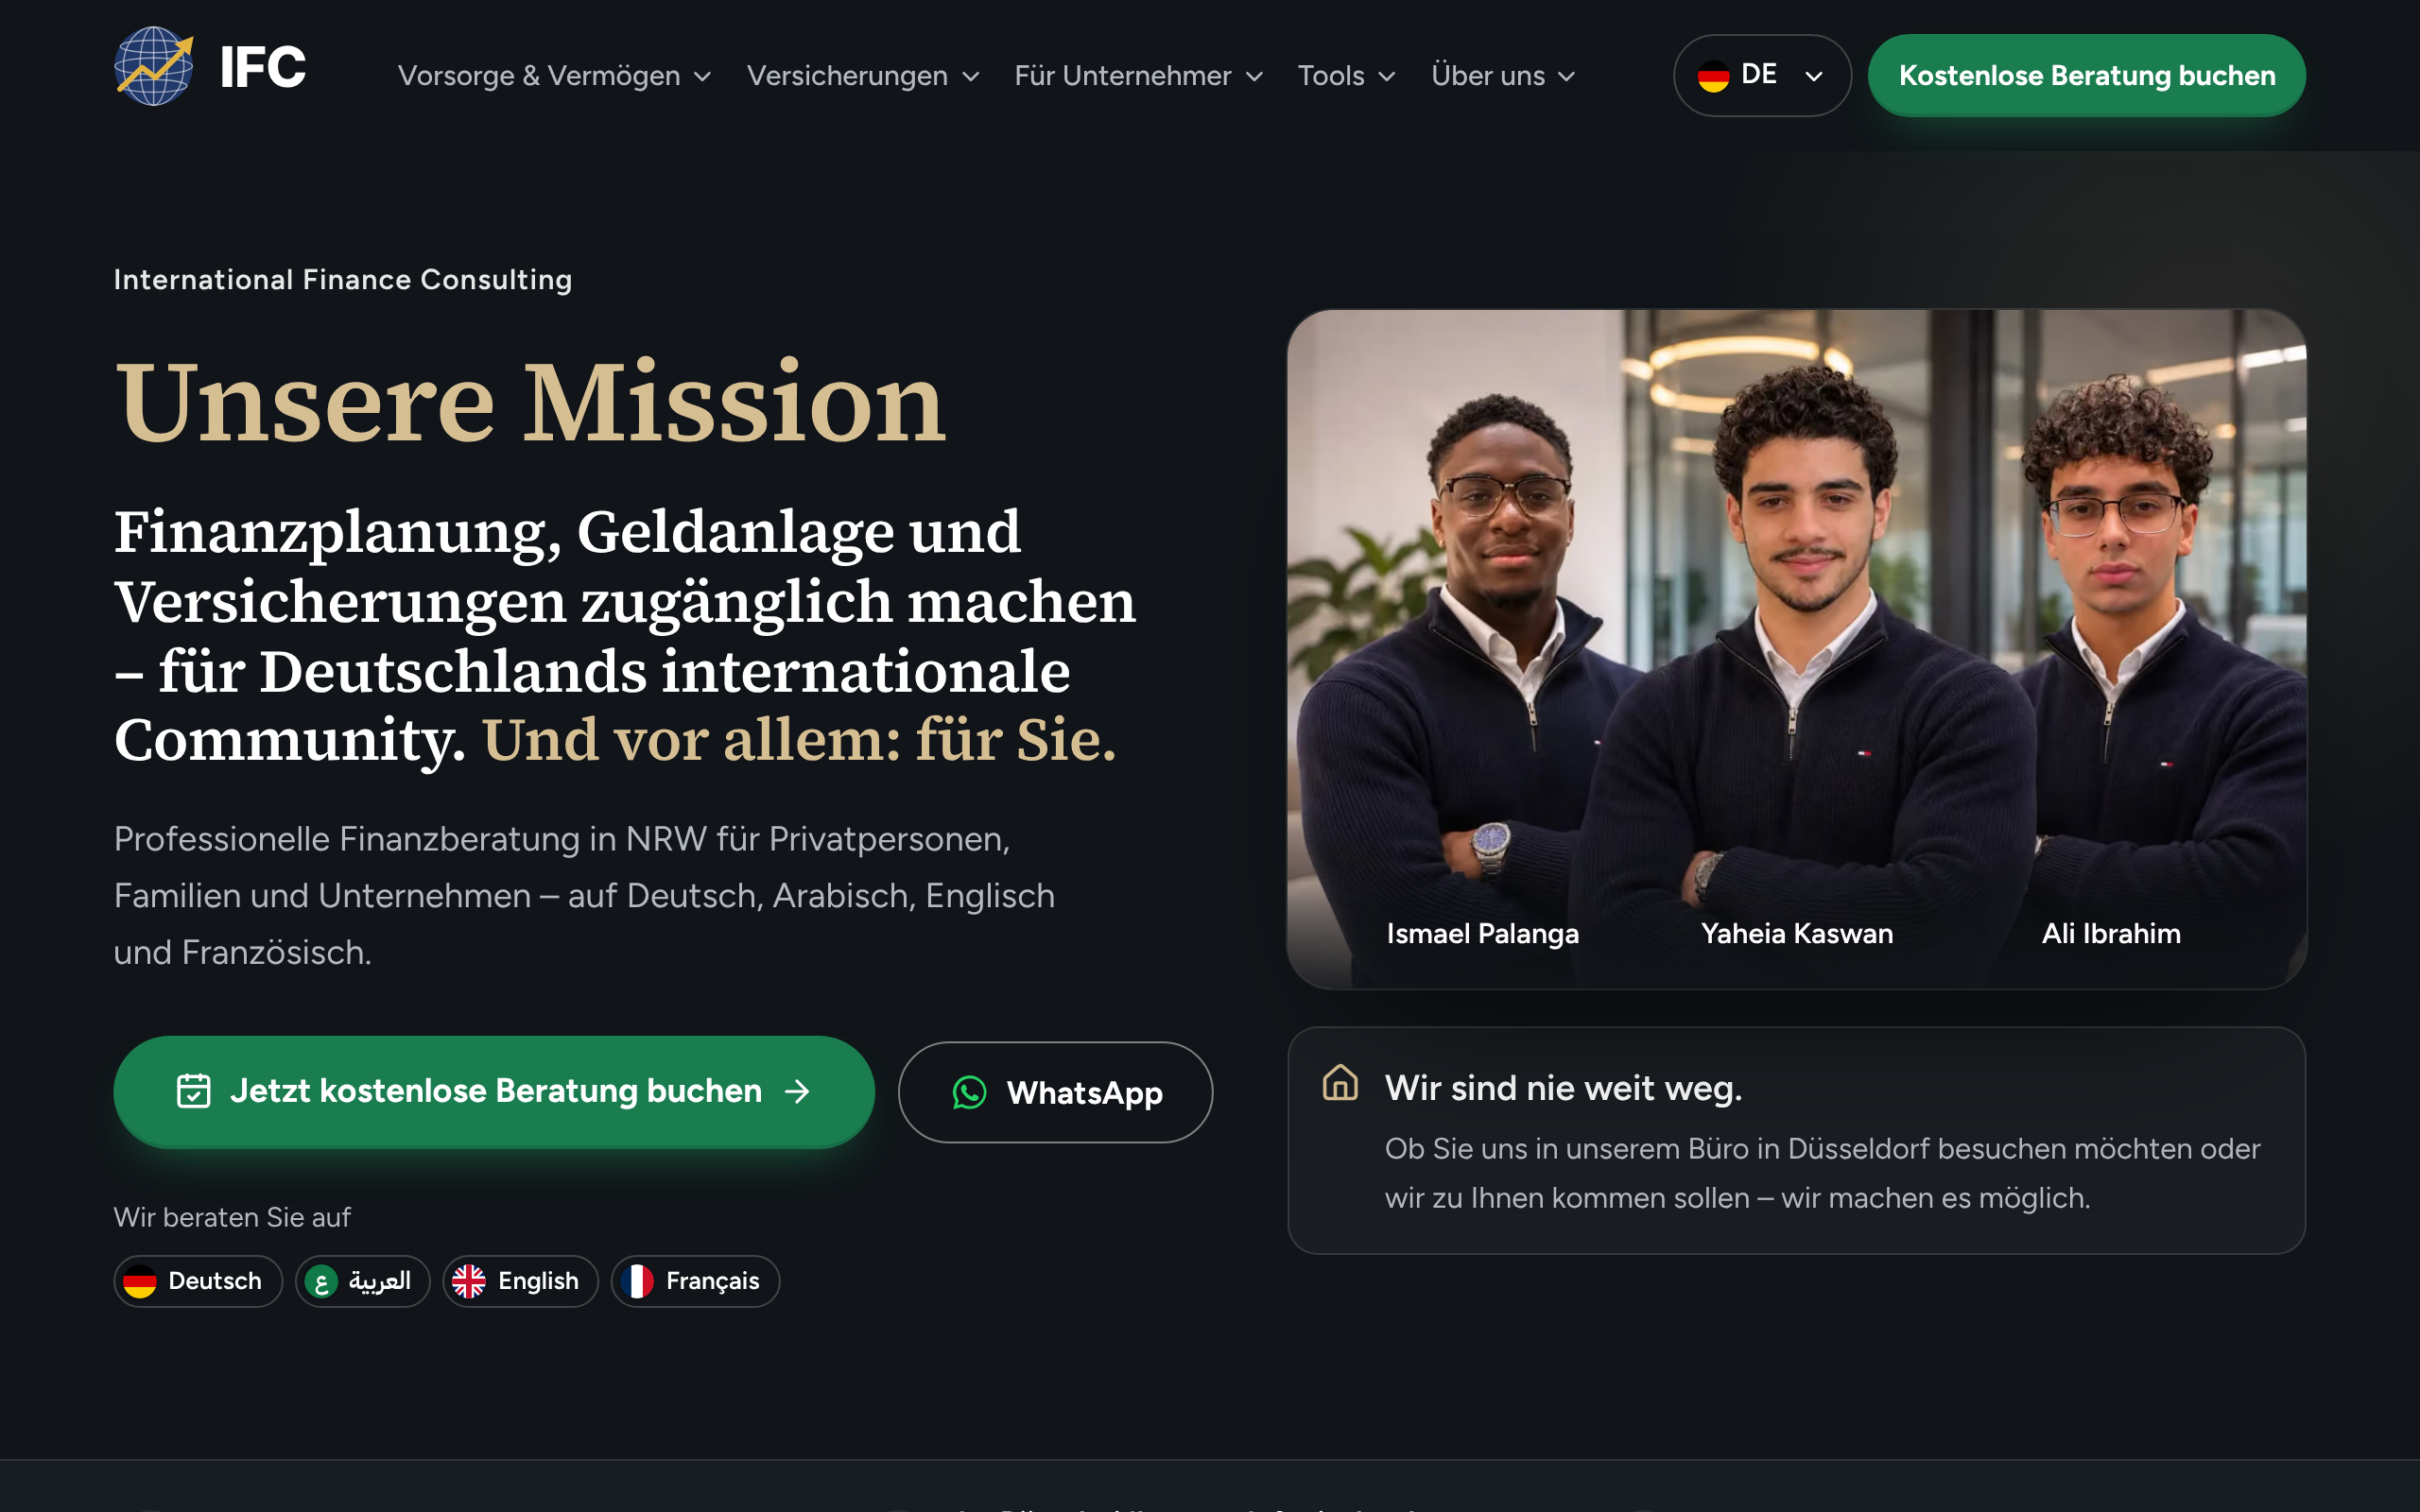 IFC
Vorsorge & Vermögen
Versicherungen
Für Unternehmer
Tools
Über uns
DE
Kostenlose Beratung buchen
International Finance Consulting
Unsere Mission
Finanzplanung, Geldanlage und
Versicherungen zugänglich machen
– für Deutschlands internationale
Community. Und vor allem: für Sie.
Professionelle Finanzberatung in NRW für Privatpersonen,
Familien und Unternehmen – auf Deutsch, Arabisch, Englisch
und Französisch.
Jetzt kostenlose Beratung buchen
WhatsApp
Wir beraten Sie auf
Deutsch
ع العربية
English
Français
Ismael Palanga
Yaheia Kaswan
Ali Ibrahim
Wir sind nie weit weg.
Ob Sie uns in unserem Büro in Düsseldorf besuchen möchten oder
wir zu Ihnen kommen sollen – wir machen es möglich.